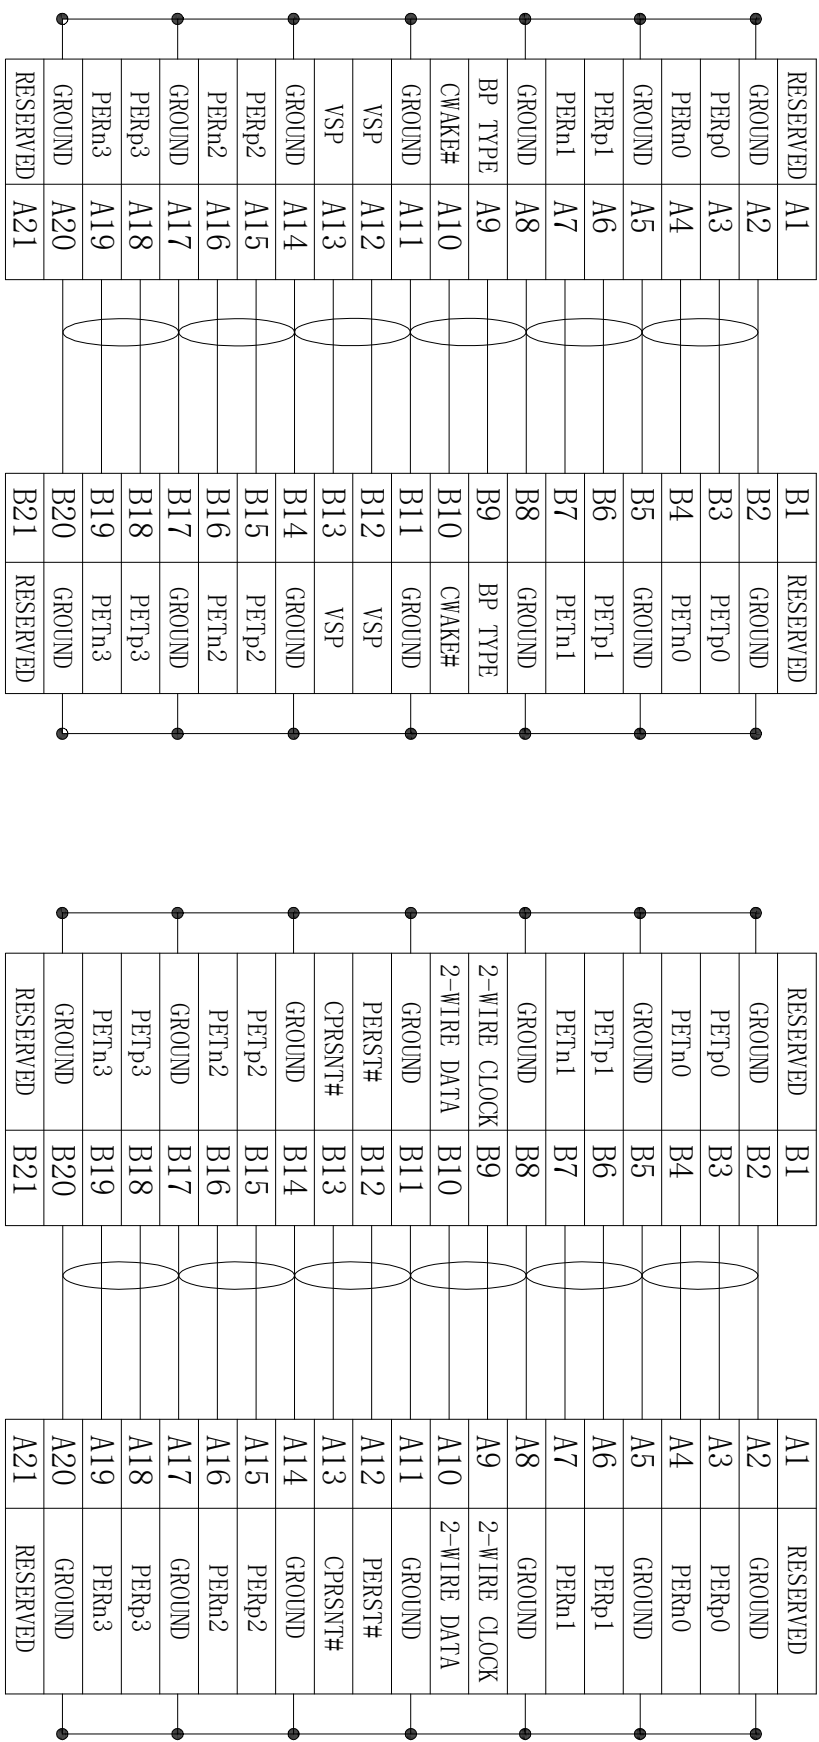 RESERVED A1 B1 RESERVED
GROUND A2 B2 GROUND
PERp0 A3 B3 PETp0
PERn0 A4 B4 PETn0
GROUND A5 B5 GROUND
PERp1 A6 B6 PETp1
PERn1 A7 B7 PETn1
GROUND A8 B8 GROUND
BP TYPE A9 B9 BP TYPE
CWAKE# A10 B10 CWAKE#
GROUND A11 B11 GROUND
VSP A12 B12 VSP
VSP A13 B13 VSP
GROUND A14 B14 GROUND
PERp2 A15 B15 PETp2
PERn2 A16 B16 PETn2
GROUND A17 B17 GROUND
PERp3 A18 B18 PETp3
PERn3 A19 B19 PETn3
GROUND A20 B20 GROUND
RESERVED A21 B21 RESERVED
RESERVED B1 A1 RESERVED
GROUND B2 A2 GROUND
PETp0 B3 A3 PERp0
PETn0 B4 A4 PERn0
GROUND B5 A5 GROUND
PETp1 B6 A6 PERp1
PETn1 B7 A7 PERn1
GROUND B8 A8 GROUND
2-WIRE CLOCK B9 A9 2-WIRE CLOCK
2-WIRE DATA B10 A10 2-WIRE DATA
GROUND B11 A11 GROUND
PERST# B12 A12 PERST#
CPRSNT# B13 A13 CPRSNT#
GROUND B14 A14 GROUND
PETp2 B15 A15 PERp2
PETn2 B16 A16 PERn2
GROUND B17 A17 GROUND
PETp3 B18 A18 PERp3
PETn3 B19 A19 PERn3
GROUND B20 A20 GROUND
RESERVED B21 A21 RESERVED